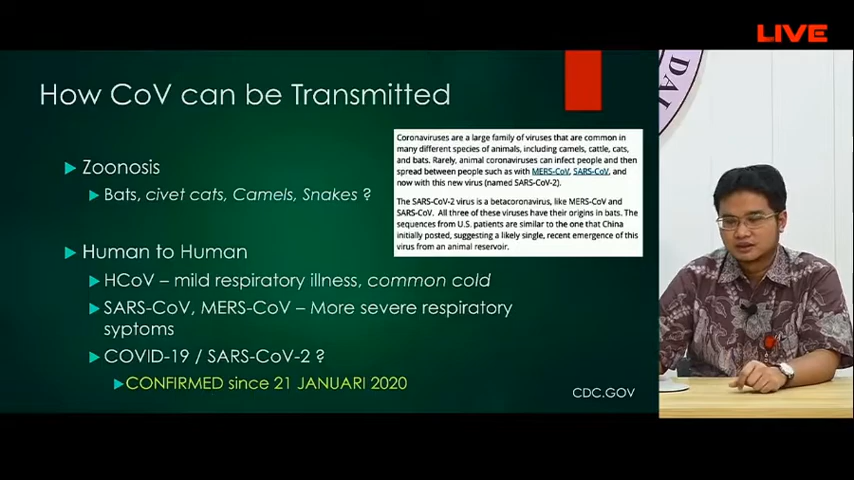 LIVE
How CoV can be Transmitted
DAL
Zoonosis
Bats, civet cats, Camels, Snakes ?
Coronaviruses are a large family of viruses that are common in
many different species of animals, including camels, cattle, cats,
and bats. Rarely, animal coronaviruses can infect people and then
spread between people such as with MERS-CoV, SARS-CoV, and
now with this new virus (named SARS-CoV-2).
The SARS-CoV-2 virus is a betacoronavirus, like MERS-CoV and
SARS-CoV. All three of these viruses have their origins in bats. The
sequences from U.S. patients are similar to the one that China
initially posted, suggesting a likely single, recent emergence of this
virus from an animal reservoir.
Human to Human
HCoV – mild respiratory illness, common cold
SARS-CoV, MERS-CoV – More severe respiratory
syptoms
COVID-19 / SARS-CoV-2 ?
CONFIRMED since 21 JANUARI 2020
CDC.GOV